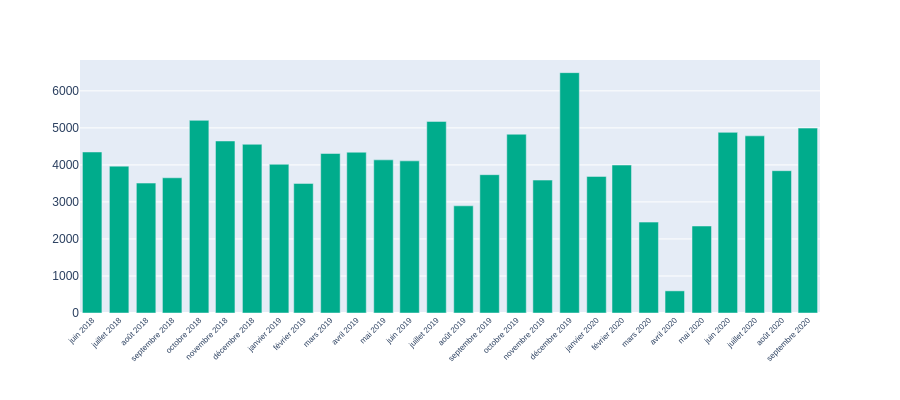 6000
5000
4000
3000
2000
1000
0
juin 2018
juillet 2018
août 2018
septembre 2018
octobre 2018
novembre 2018
décembre 2018
janvier 2019
février 2019
mars 2019
avril 2019
mai 2019
juin 2019
juillet 2019
août 2019
septembre 2019
octobre 2019
novembre 2019
décembre 2019
janvier 2020
février 2020
mars 2020
avril 2020
mai 2020
juin 2020
juillet 2020
août 2020
septembre 2020